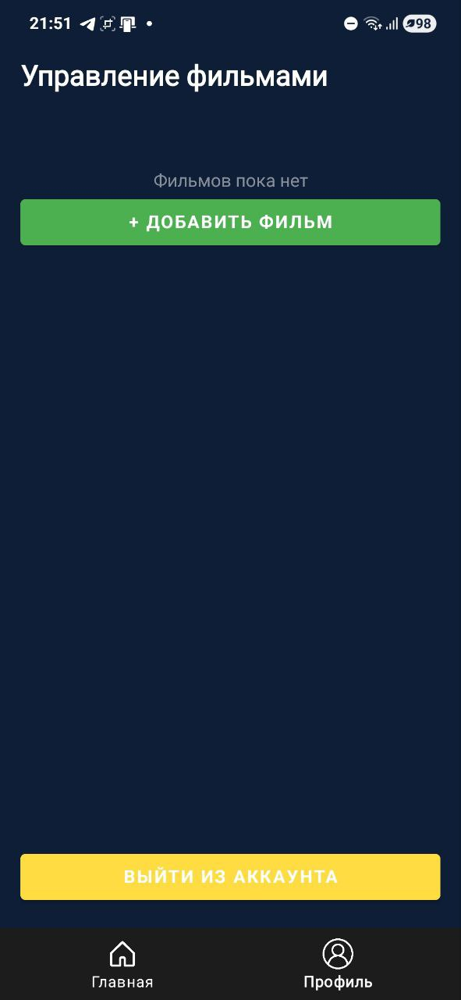 21:51
98
Управление фильмами
Фильмов пока нет
+ ДОБАВИТЬ ФИЛЬМ
ВЫЙТИ ИЗ АККАУНТА
Главная
Профиль